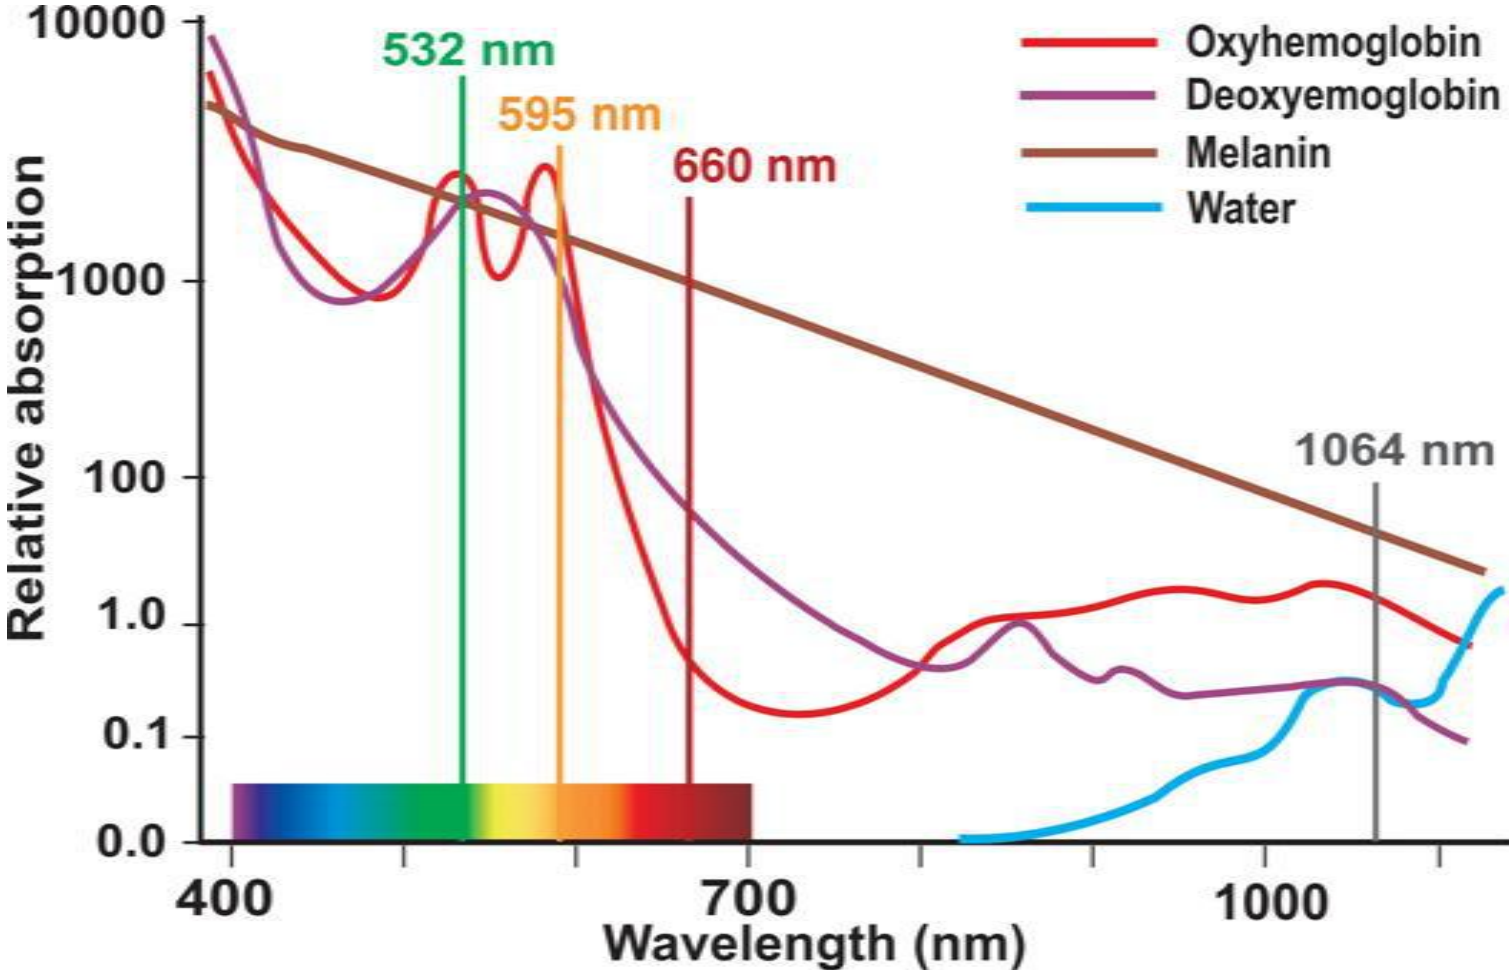 10000
532 nm
595 nm
660 nm
Oxyhemoglobin
Deoxyemoglobin
Melanin
Water
Relative absorption
1000
100
1064 nm
1.0
0.1
0.0
400
700
1000
Wavelength (nm)